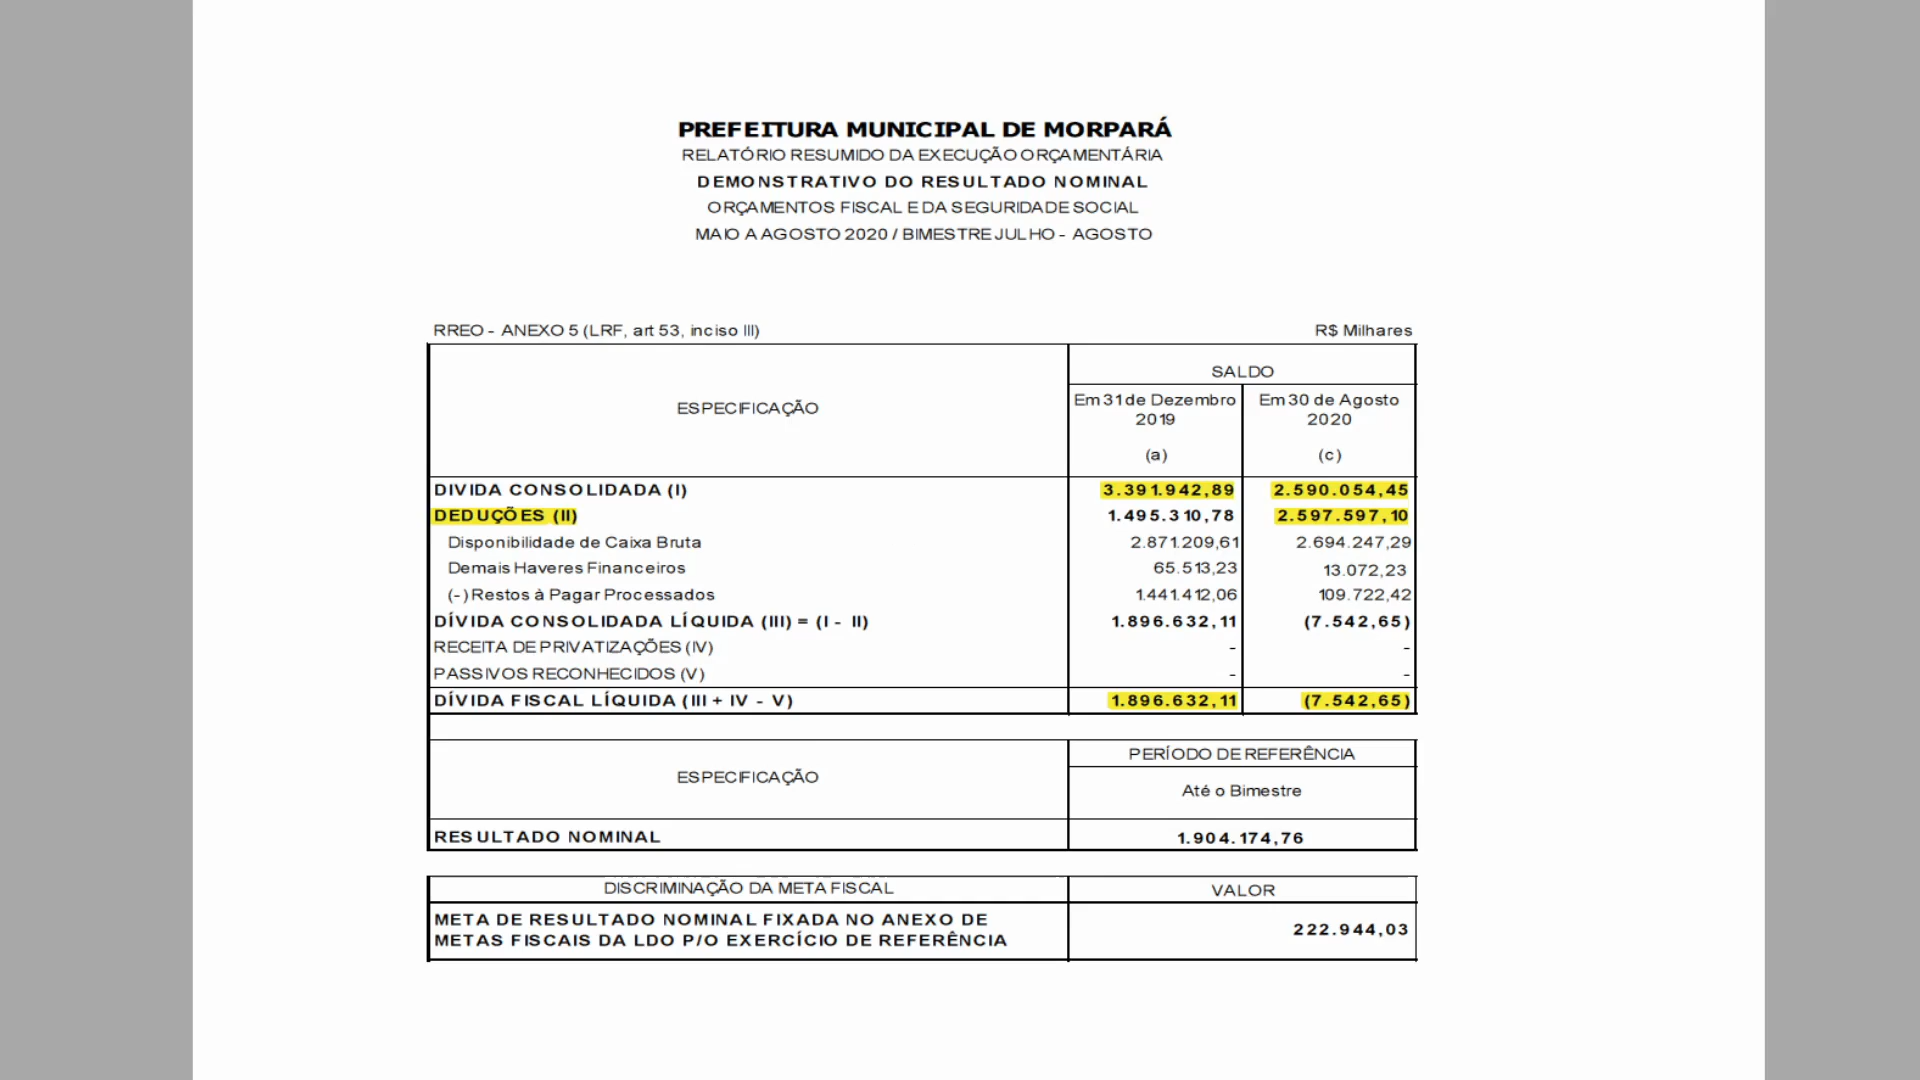 PREFEITURA MUNICIPAL DE MORPARÁ
RELATÓRIO RESUMIDO DA EXECUÇÃO ORÇAMENTÁRIA
DEMONSTRATIVO DO RESULTADO NOMINAL
ORÇAMENTOS FISCAL E DA SEGURIDADE SOCIAL
MAIO A AGOSTO 2020 / BIMESTRE JULHO - AGOSTO
RREO - ANEXO 5 (LRF, art 53, inciso III) R$ Milhares
ESPECIFICAÇÃO
SALDO
Em 31 de Dezembro 2019 (a)
Em 30 de Agosto 2020 (c)
DIVIDA CONSOLIDADA (I) 3.391.942,89 2.590.054,45
DEDUÇÕES (II) 1.495.310,78 2.597.597,10
Disponibilidade de Caixa Bruta 2.871.209,61 2.694.247,29
Demais Haveres Financeiros 65.513,23 13.072,23
(-) Restos à Pagar Processados 1.441.412,06 109.722,42
DÍVIDA CONSOLIDADA LÍQUIDA (III) = (I - II) 1.896.632,11 (7.542,65)
RECEITA DE PRIVATIZAÇÕES (IV) - -
PASSIVOS RECONHECIDOS (V) - -
DÍVIDA FISCAL LÍQUIDA (III + IV - V) 1.896.632,11 (7.542,65)
ESPECIFICAÇÃO
PERÍODO DE REFERÊNCIA
Até o Bimestre
RESULTADO NOMINAL 1.904.174,76
DISCRIMINAÇÃO DA META FISCAL VALOR
META DE RESULTADO NOMINAL FIXADA NO ANEXO DE
METAS FISCAIS DA LDO P/O EXERCÍCIO DE REFERÊNCIA 222.944,03